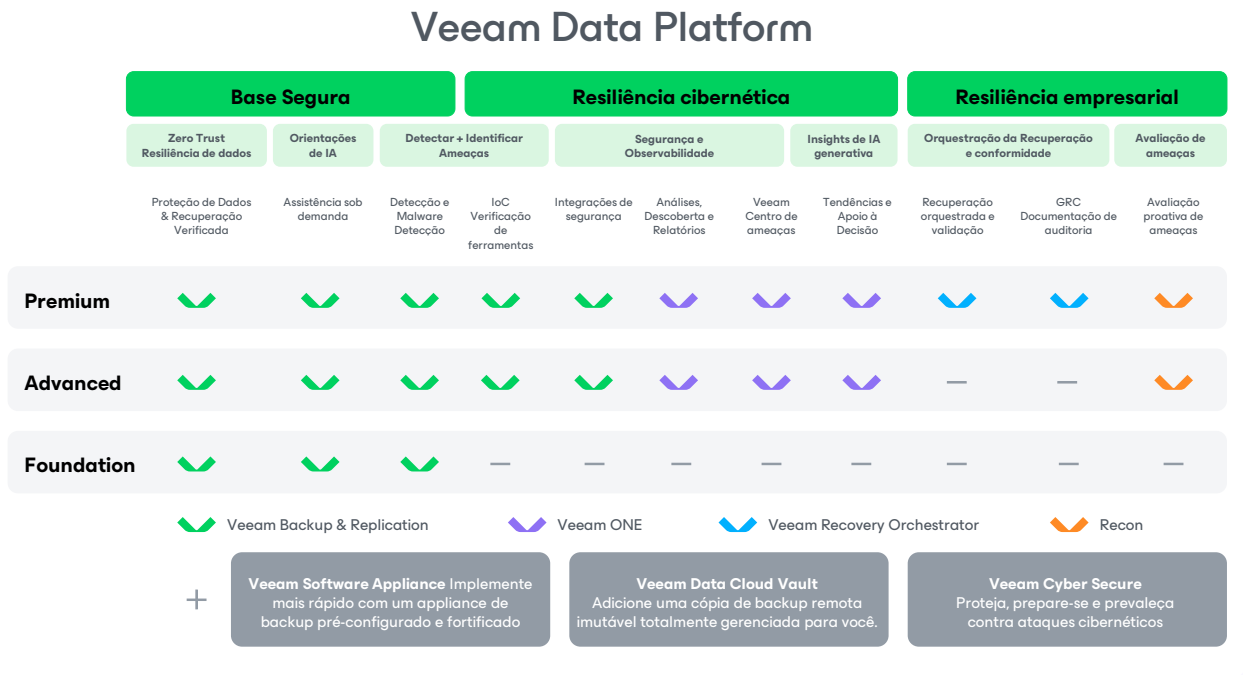 Veeam Data Platform
Base Segura
Resiliência cibernética
Resiliência empresarial
Zero Trust
Resiliência de dados
Orientações
de IA
Detectar + Identificar
Ameaças
Segurança e
Observabilidade
Insights de IA
generativa
Orquestração da Recuperação
e conformidade
Avaliação de
ameaças
Proteção de Dados
& Recuperação
Verificada
Assistência sob
demanda
Detecção e
Malware
Detecção
IoC
Verificação
de
ferramentas
Integrações de
segurança
Análises,
Descoberta e
Relatórios
Veeam
Centro de
ameaças
Tendências e
Apoio à
Decisão
Recuperação
orquestrada e
validação
GRC
Documentação de
auditoria
Avaliação
proativa de
ameaças
Premium
Advanced
Foundation
Veeam Backup & Replication
Veeam ONE
Veeam Recovery Orchestrator
Recon
Veeam Software Appliance Implemente
mais rápido com um appliance de
backup pré-configurado e fortificado
Veeam Data Cloud Vault
Adicione uma cópia de backup remota
imutável totalmente gerenciada para você.
Veeam Cyber Secure
Proteja, prepare-se e prevaleça
contra ataques cibernéticos